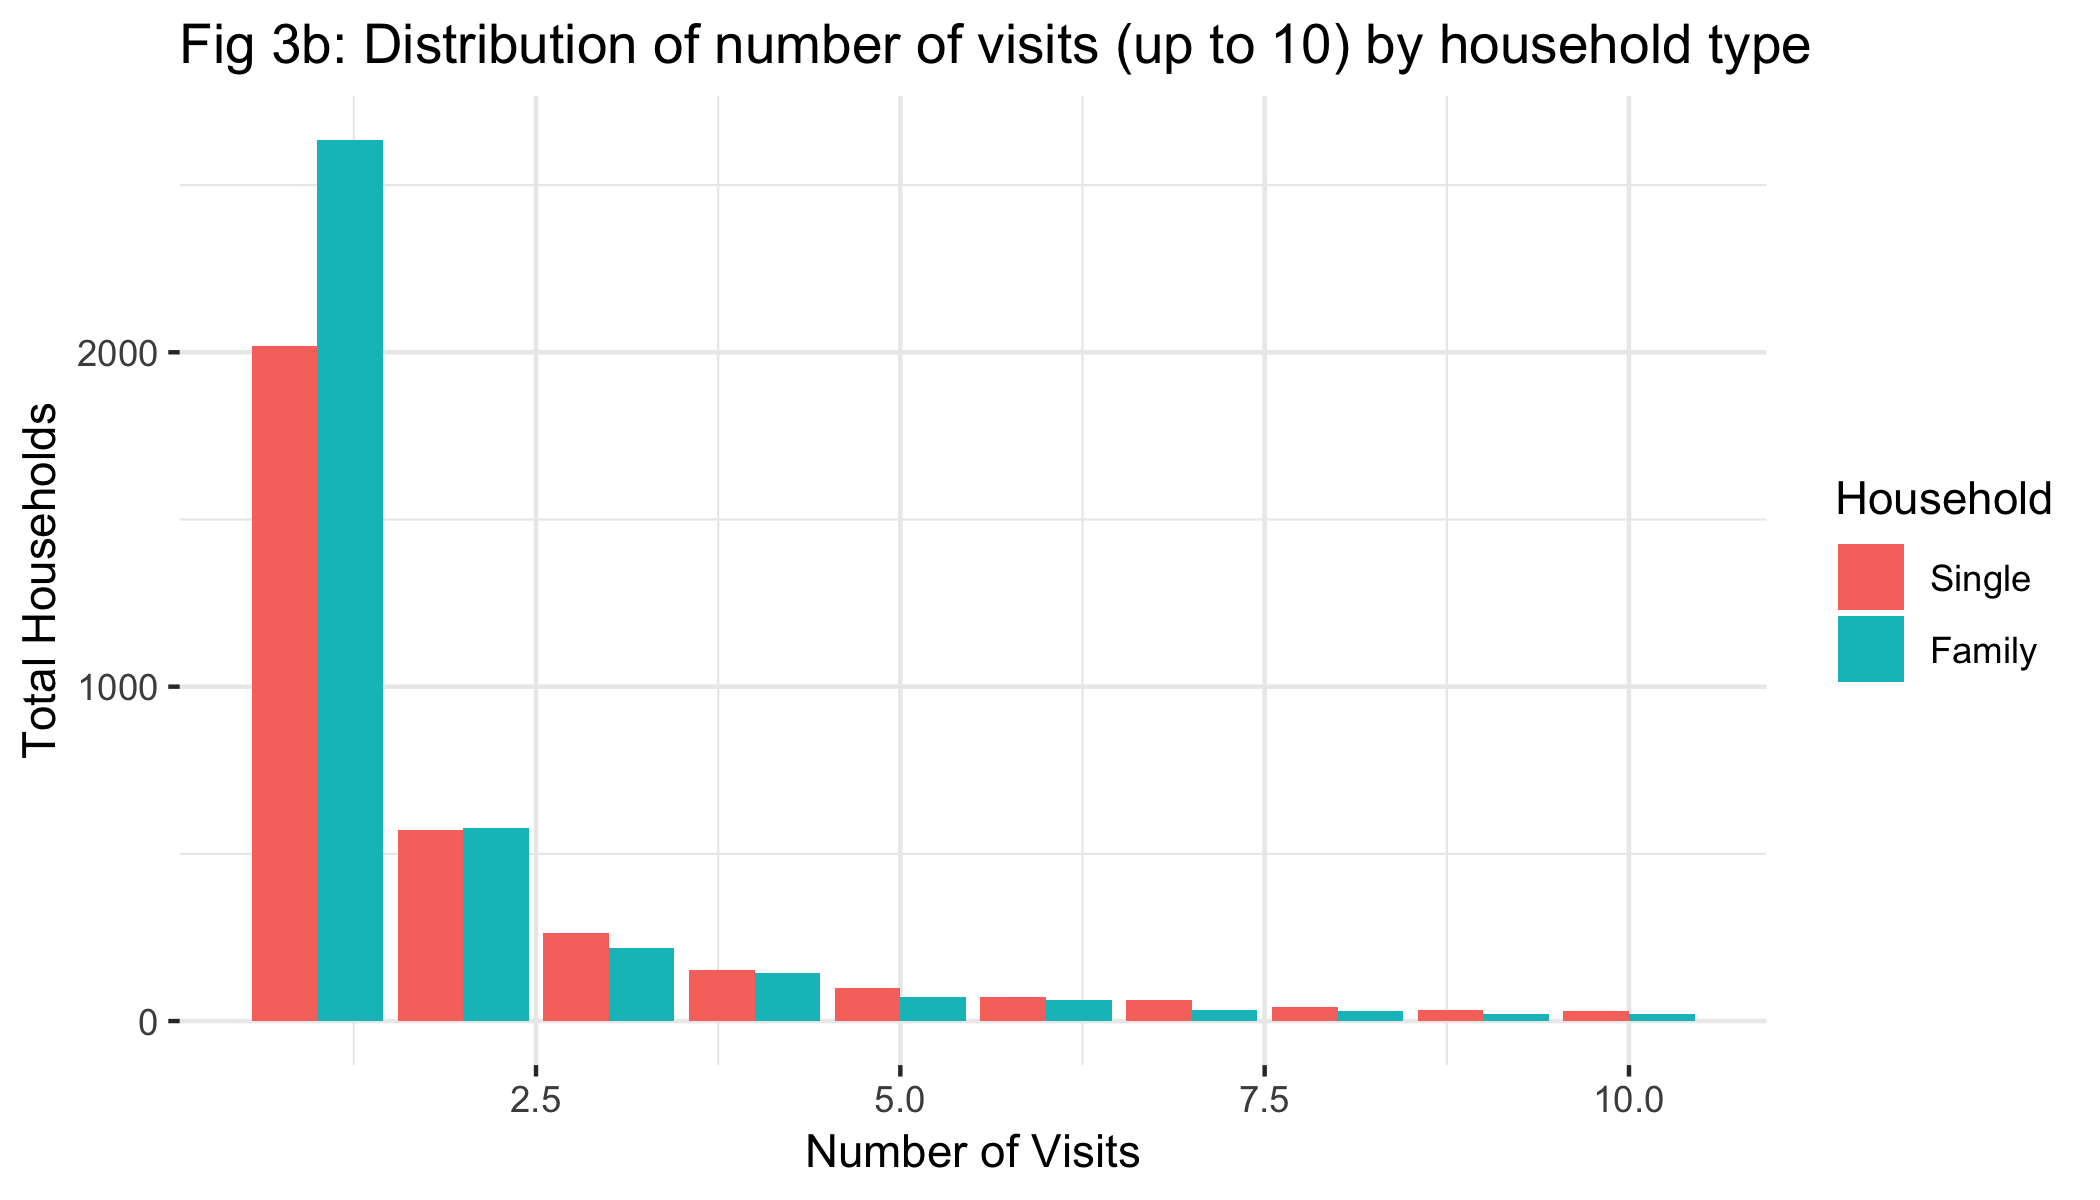 Fig 3b: Distribution of number of visits (up to 10) by household type
Total Households
2000
1000
0
2.5
5.0
7.5
10.0
Number of Visits
Household
Single
Family